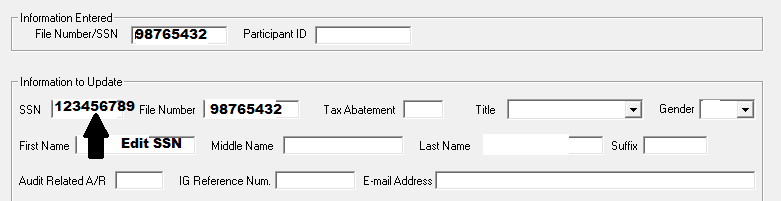 Information Entered
File Number/SSN 98765432 Participant ID
Information to Update
SSN 123456789 File Number 98765432 Tax Abatement Title Gender
First Name Edit SSN Middle Name Last Name Suffix
Audit Related A/R IG Reference Num. E-mail Address